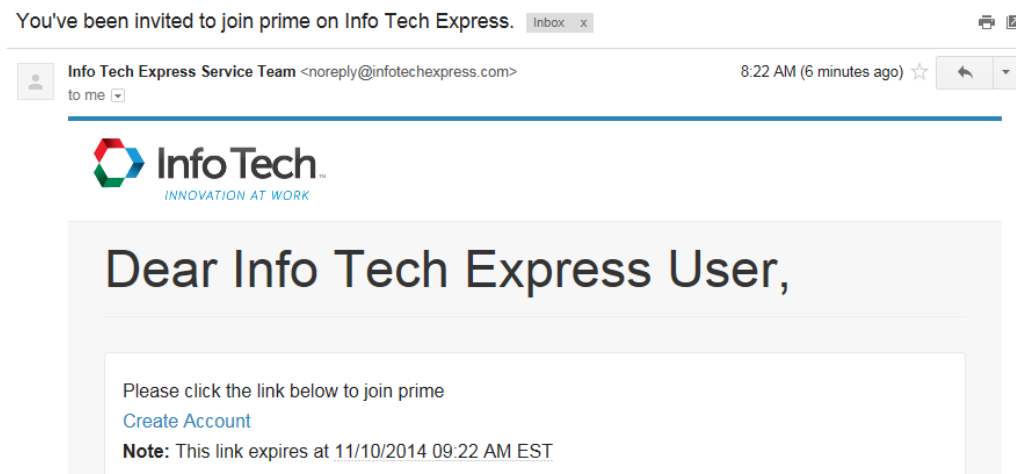 You've been invited to join prime on Info Tech Express. Inbox x
Info Tech Express Service Team <noreply@infotechexpress.com> 8:22 AM (6 minutes ago)
to me
Info Tech™
INNOVATION AT WORK
Dear Info Tech Express User,
Please click the link below to join prime
Create Account
Note: This link expires at 11/10/2014 09:22 AM EST